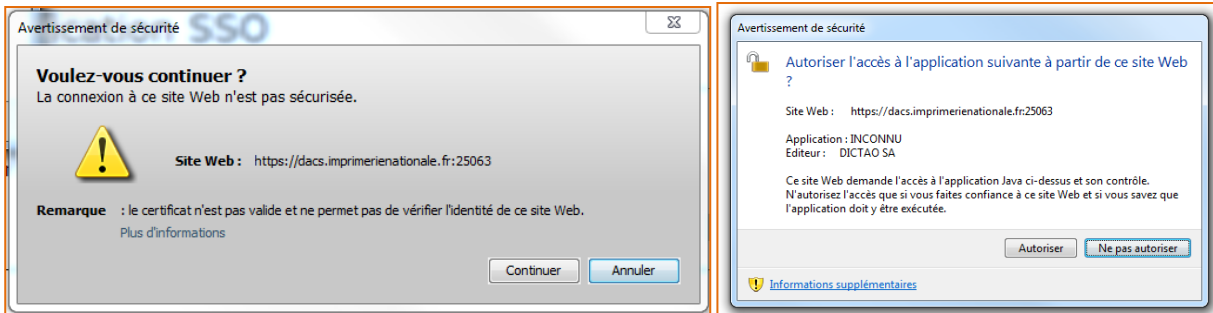 ication SSO
Avertissement de sécurité
Voulez-vous continuer ?
La connexion à ce site Web n'est pas sécurisée.
Site Web : https://dacs.imprimerienationale.fr:25063
Remarque : le certificat n'est pas valide et ne permet pas de vérifier l'identité de ce site Web.
Plus d'informations
Continuer Annuler
Avertissement de sécurité
Autoriser l'accès à l'application suivante à partir de ce site Web
?
Site Web : https://dacs.imprimerienationale.fr:25063
Application : INCONNU
Editeur : DICTAO SA
Ce site Web demande l'accès à l'application Java ci-dessus et son contrôle.
N'autorisez l'accès que si vous faites confiance à ce site Web et si vous savez que
l'application doit y être exécutée.
Autoriser Ne pas autoriser
Informations supplémentaires